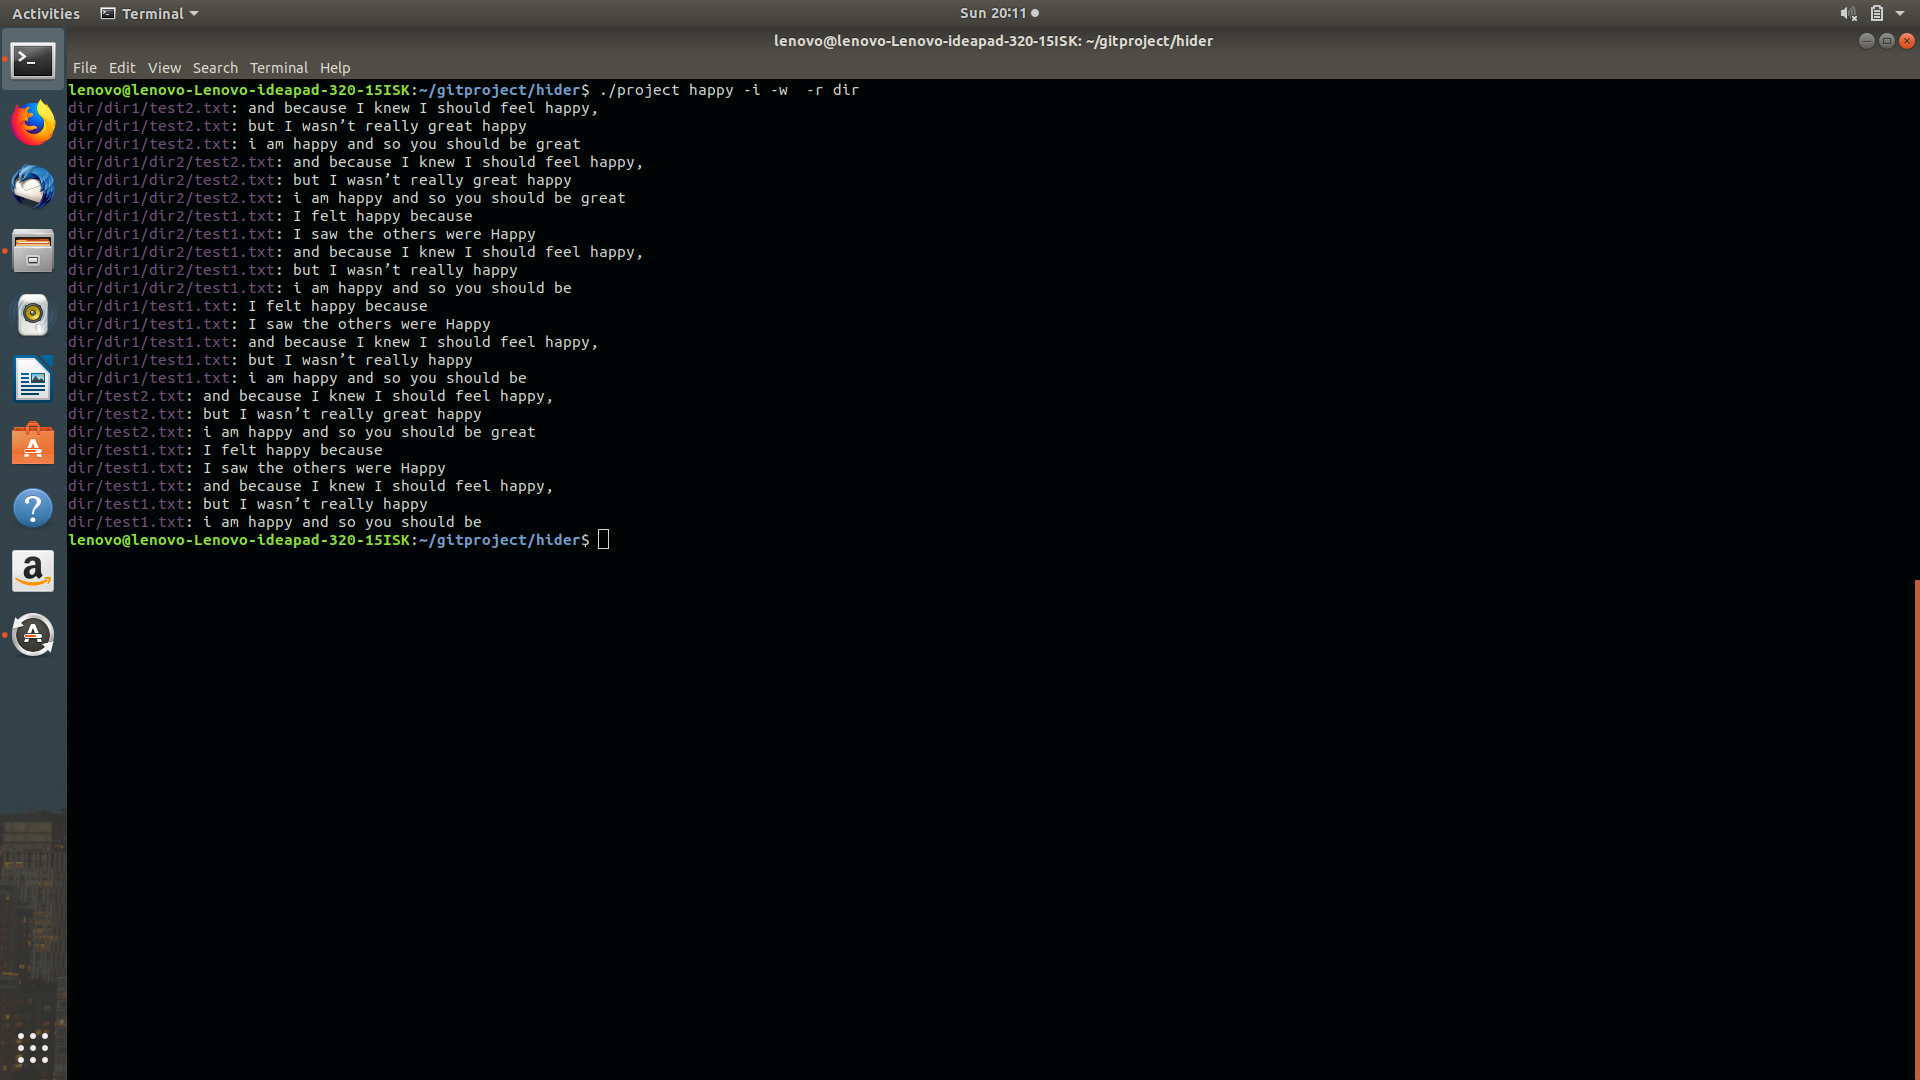 Activities Terminal Sun 20:11
lenovo@lenovo-Lenovo-ideapad-320-15ISK: ~/gitproject/hider
File Edit View Search Terminal Help
lenovo@lenovo-Lenovo-ideapad-320-15ISK:~/gitproject/hider$ ./project happy -i -w  -r dir
dir/dir1/test2.txt: and because I knew I should feel happy,
dir/dir1/test2.txt: but I wasn’t really great happy
dir/dir1/test2.txt: i am happy and so you should be great
dir/dir1/dir2/test2.txt: and because I knew I should feel happy,
dir/dir1/dir2/test2.txt: but I wasn’t really great happy
dir/dir1/dir2/test2.txt: i am happy and so you should be great
dir/dir1/dir2/test1.txt: I felt happy because
dir/dir1/dir2/test1.txt: I saw the others were Happy
dir/dir1/dir2/test1.txt: and because I knew I should feel happy,
dir/dir1/dir2/test1.txt: but I wasn’t really happy
dir/dir1/dir2/test1.txt: i am happy and so you should be
dir/dir1/test1.txt: I felt happy because
dir/dir1/test1.txt: I saw the others were Happy
dir/dir1/test1.txt: and because I knew I should feel happy,
dir/dir1/test1.txt: but I wasn’t really happy
dir/dir1/test1.txt: i am happy and so you should be
dir/test2.txt: and because I knew I should feel happy,
dir/test2.txt: but I wasn’t really great happy
dir/test2.txt: i am happy and so you should be great
dir/test1.txt: I felt happy because
dir/test1.txt: I saw the others were Happy
dir/test1.txt: and because I knew I should feel happy,
dir/test1.txt: but I wasn’t really happy
dir/test1.txt: i am happy and so you should be
lenovo@lenovo-Lenovo-ideapad-320-15ISK:~/gitproject/hider$